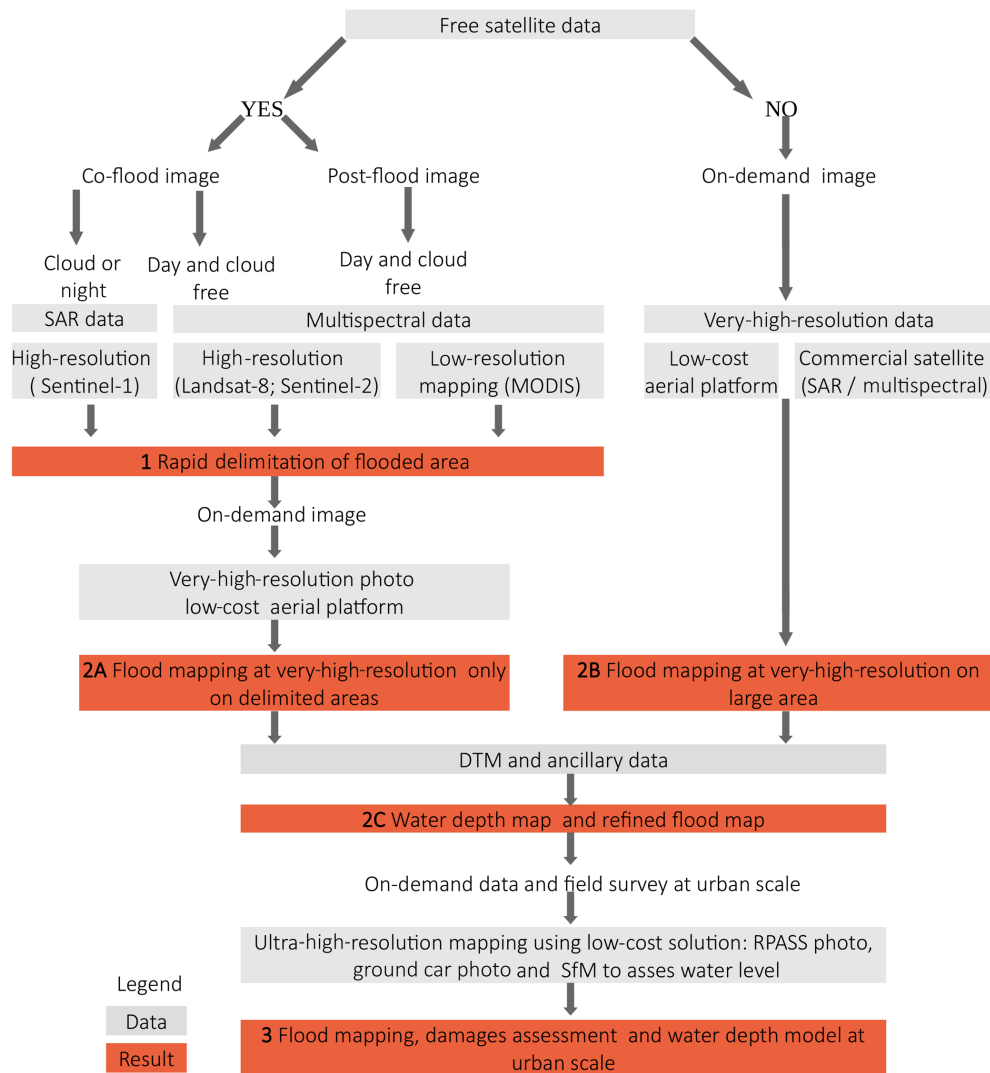 Free satellite data
YES
NO
Co-flood image
Post-flood image
On-demand image
Cloud or
night
Day and cloud
free
Day and cloud
free
SAR data
Multispectral data
Very-high-resolution data
High-resolution
( Sentinel-1)
High-resolution
(Landsat-8; Sentinel-2)
Low-resolution
mapping (MODIS)
Low-cost
aerial platform
Commercial satellite
(SAR / multispectral)
1 Rapid delimitation of flooded area
On-demand image
Very-high-resolution photo
low-cost aerial platform
2A Flood mapping at very-high-resolution only
on delimited areas
2B Flood mapping at very-high-resolution on
large area
DTM and ancillary data
2C Water depth map and refined flood map
On-demand data and field survey at urban scale
Ultra-high-resolution mapping using low-cost solution: RPASS photo,
ground car photo and SfM to asses water level
3 Flood mapping, damages assessment and water depth model at
urban scale
Legend
Data
Result